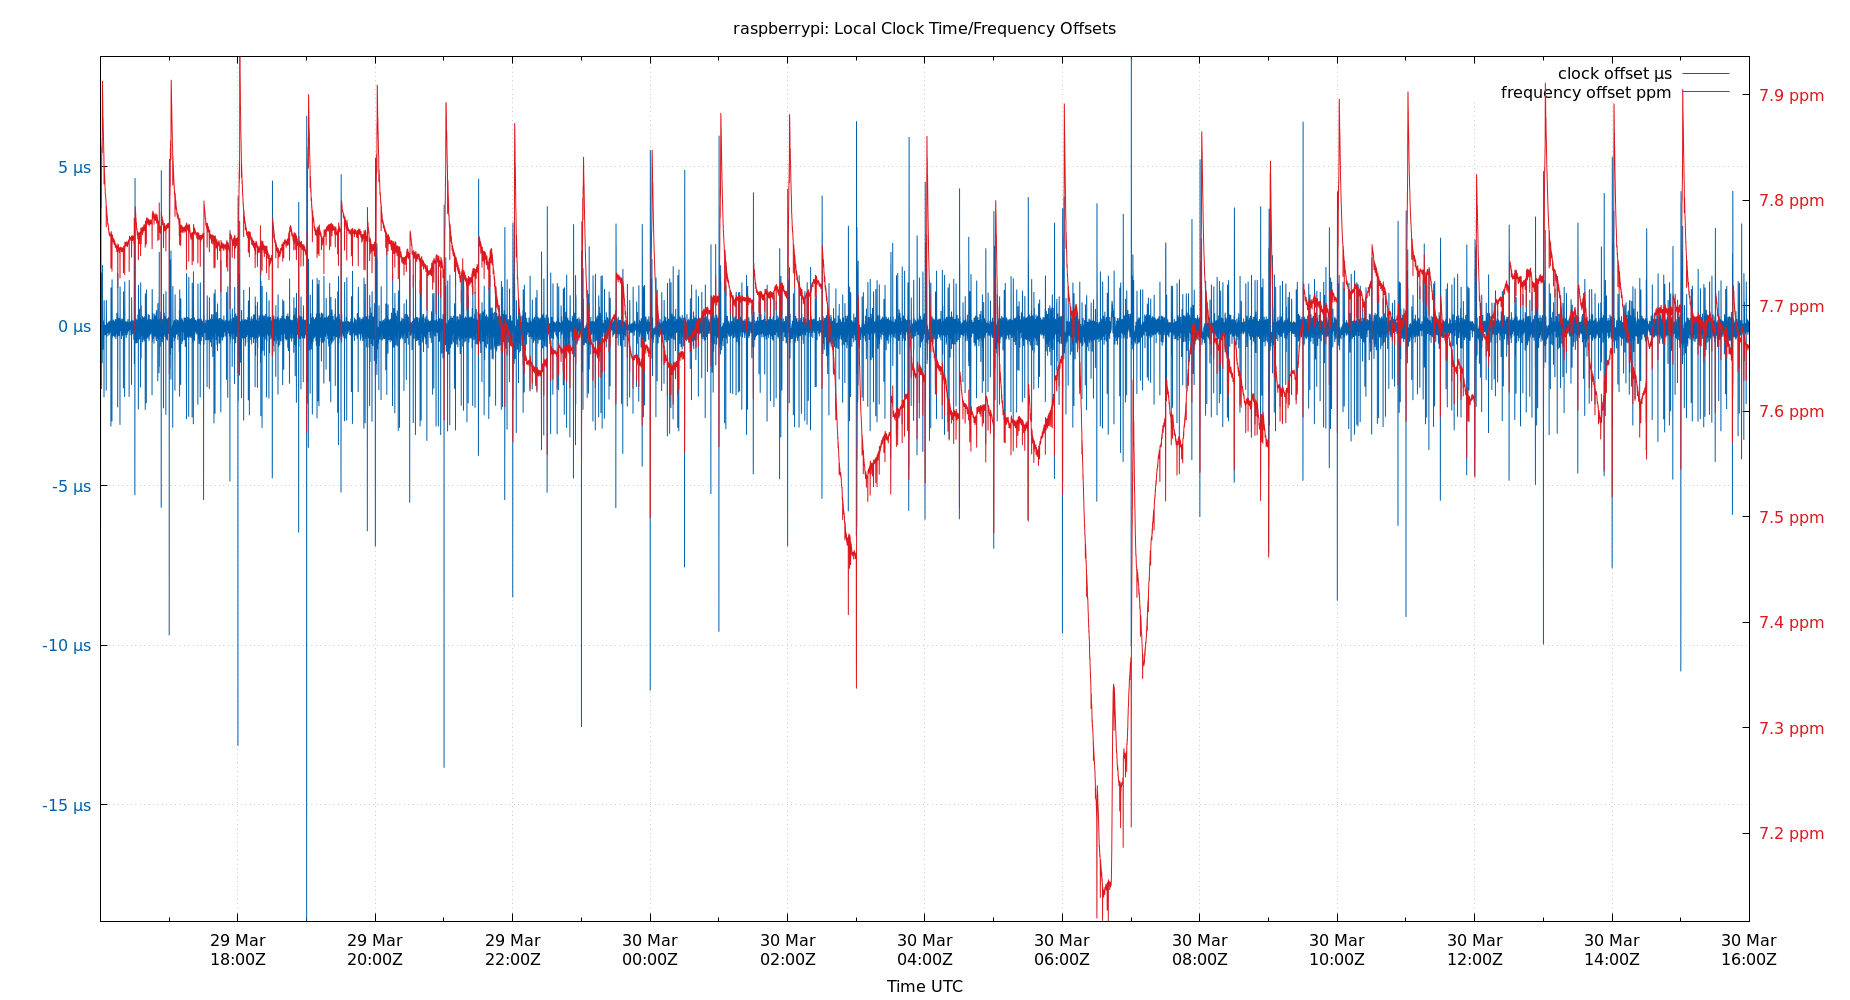 raspberrypi: Local Clock Time/Frequency Offsets
clock offset µs
frequency offset ppm
5 µs
0 µs
-5 µs
-10 µs
-15 µs
7.9 ppm
7.8 ppm
7.7 ppm
7.6 ppm
7.5 ppm
7.4 ppm
7.3 ppm
7.2 ppm
29 Mar 29 Mar 29 Mar 30 Mar 30 Mar 30 Mar 30 Mar 30 Mar 30 Mar 30 Mar 30 Mar 30 Mar
18:00Z 20:00Z 22:00Z 00:00Z 02:00Z 04:00Z 06:00Z 08:00Z 10:00Z 12:00Z 14:00Z 16:00Z
Time UTC